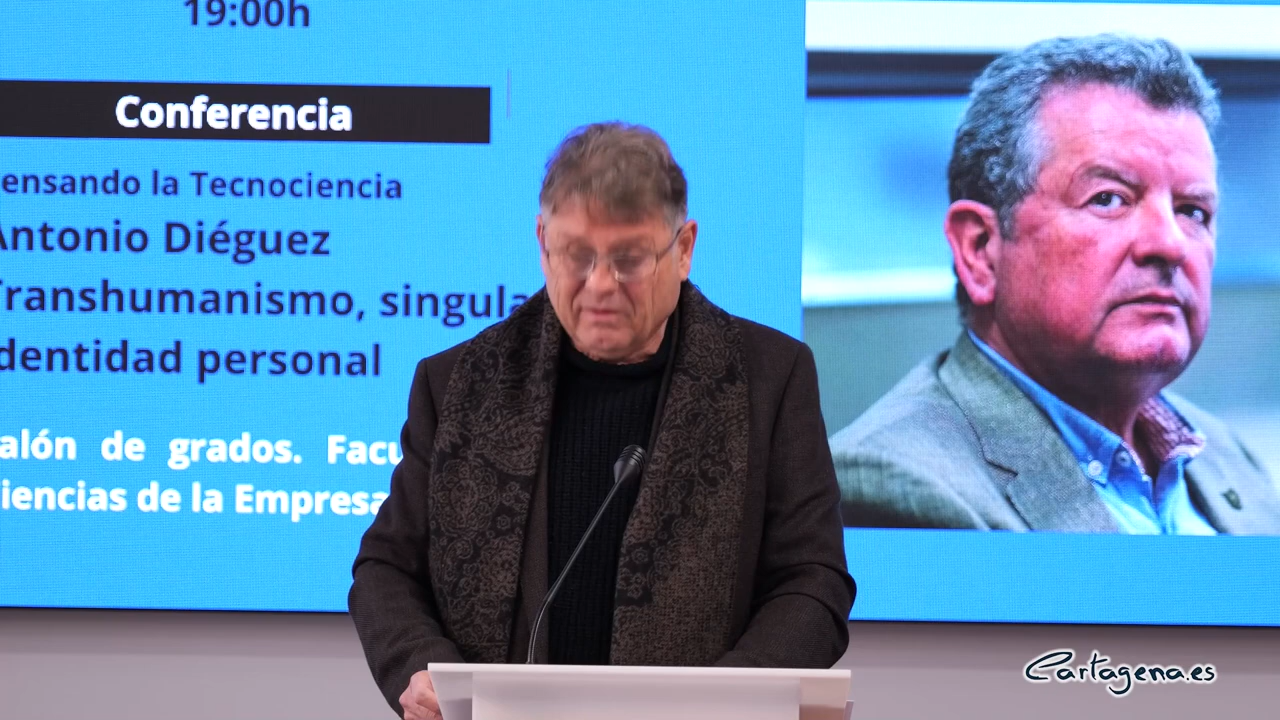 19:00h
Conferencia
ensando la Tecnociencia
Antonio Diéguez
Transhumanismo, singula
dentidad personal
alón de grados. Facu
iencias de la Empresa
Cartagena.es